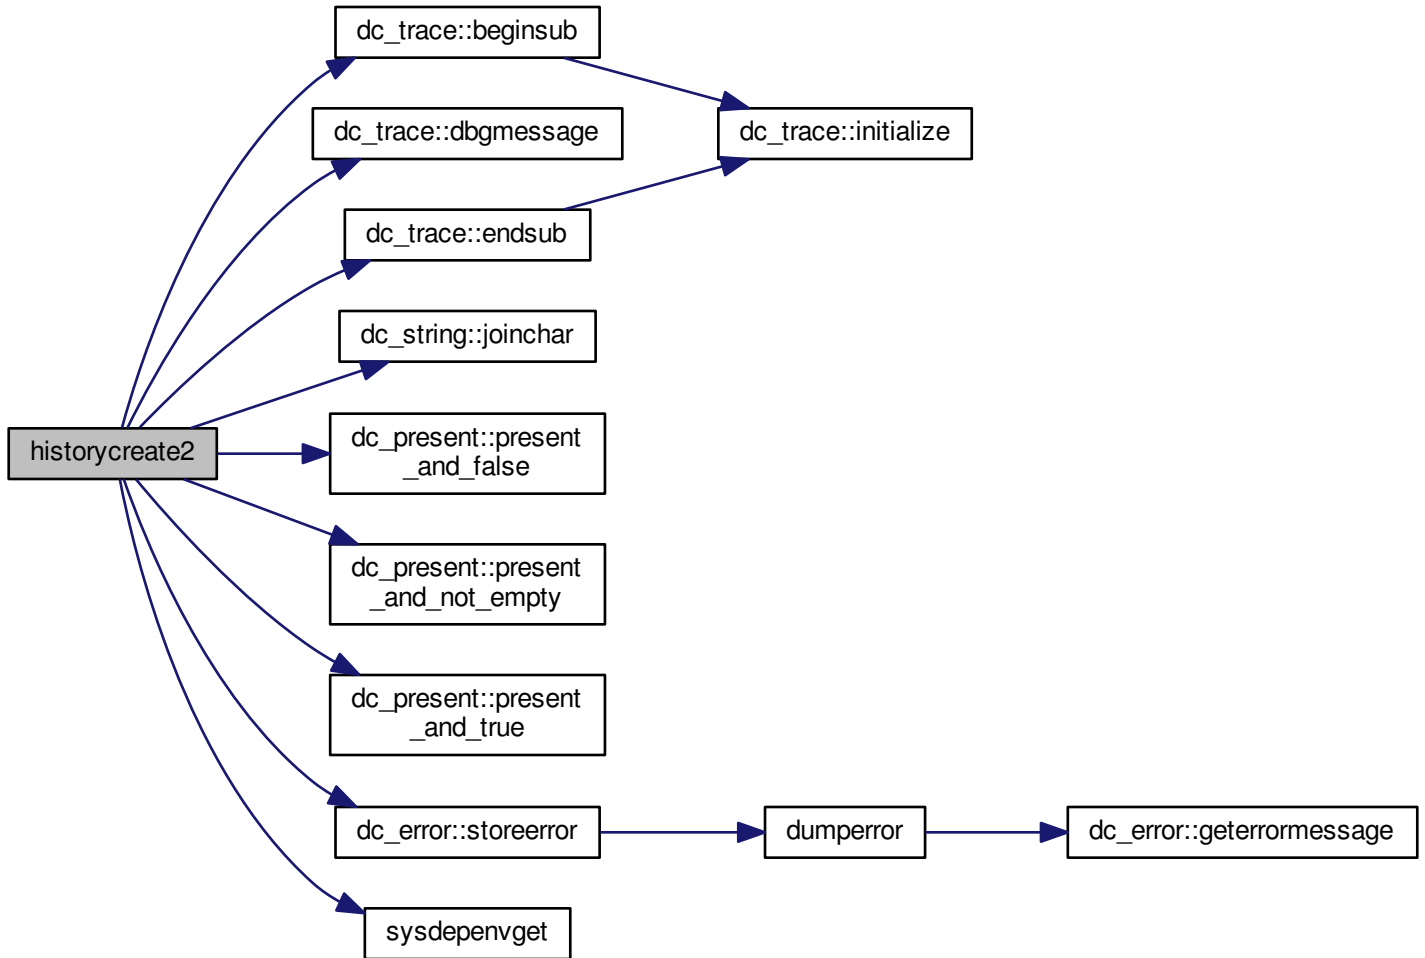 dc_trace::beginsub
dc_trace::dbgmessage
dc_trace::initialize
dc_trace::endsub
dc_string::joinchar
historycreate2
dc_present::present
_and_false
dc_present::present
_and_not_empty
dc_present::present
_and_true
dc_error::storeerror
dumperror
dc_error::geterrormessage
sysdepenvget